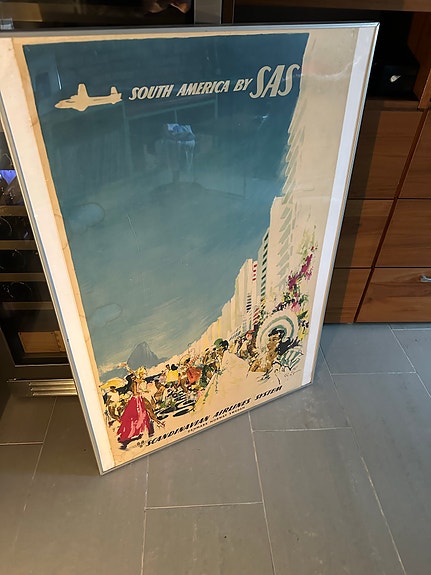 SOUTH AMERICA BY SAS
SCANDINAVIAN AIRLINES SYSTEM